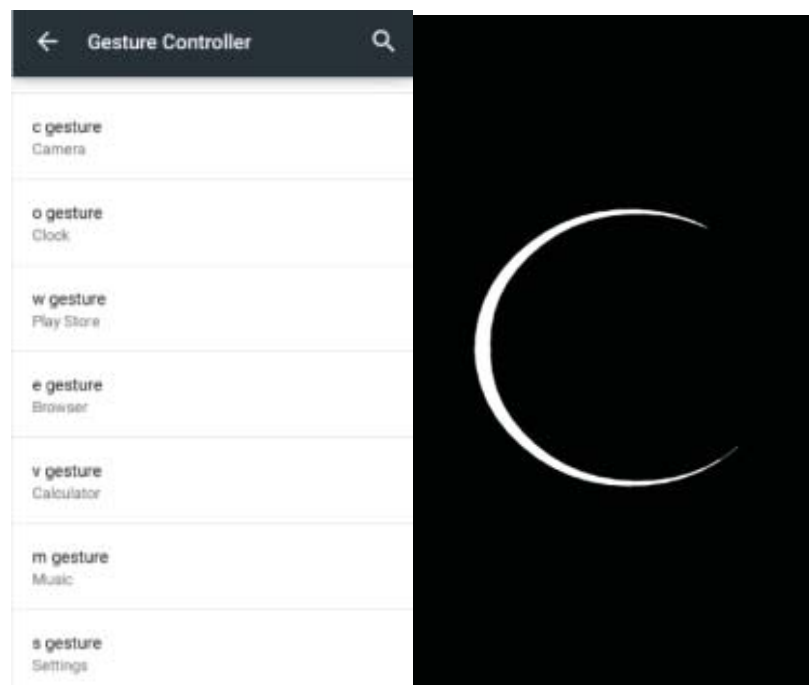 Gesture Controller
c gesture
Camera
o gesture
Clock
w gesture
Play Store
e gesture
Browser
v gesture
Calculator
m gesture
Music
s gesture
Settings